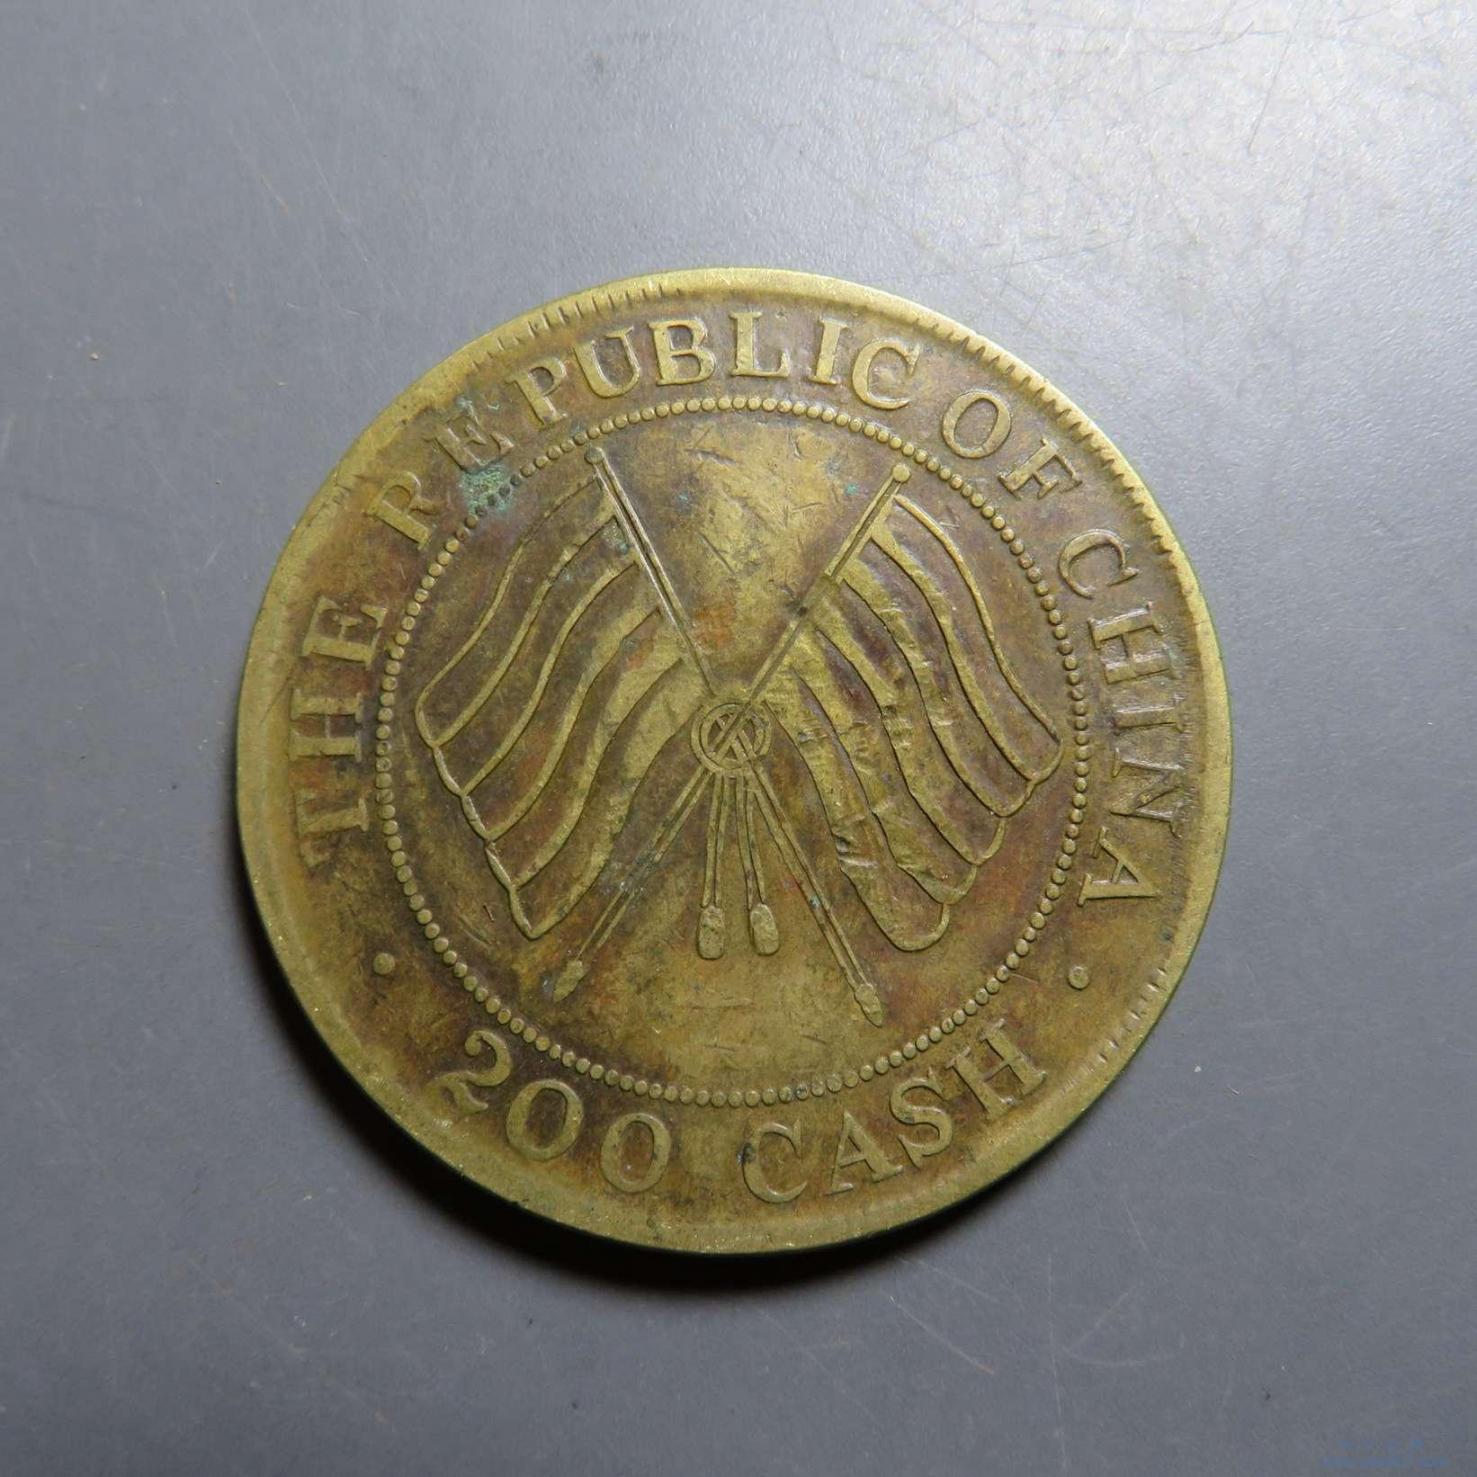 THE REPUBLIC OF CHINA
200 CASH